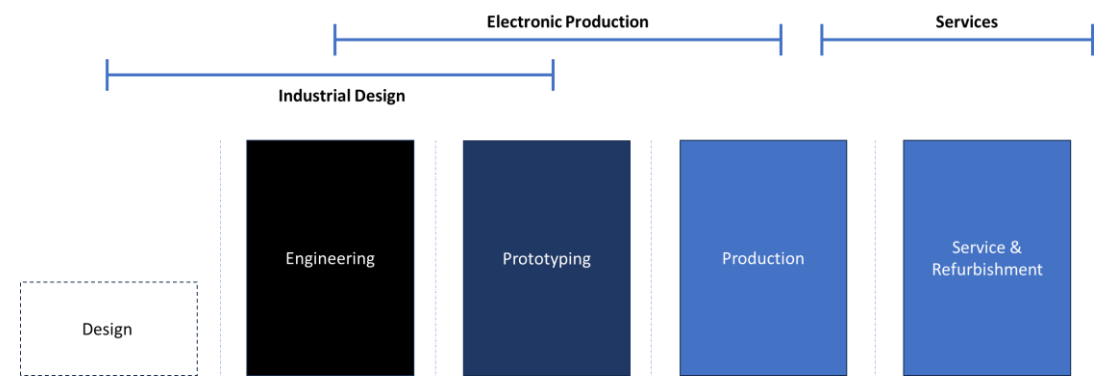 Electronic Production
Services
Industrial Design
Engineering
Prototyping
Production
Service &
Refurbishment
Design